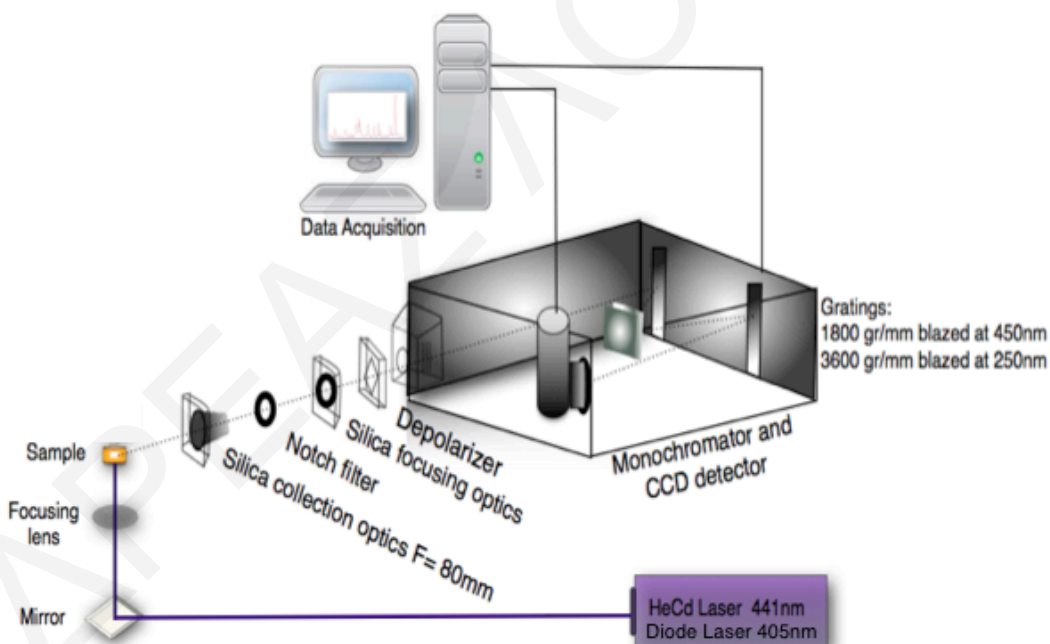 Data Acquisition
Gratings:
1800 gr/mm blazed at 450nm
3600 gr/mm blazed at 250nm
Depolarizer
Silica focusing optics
Notch filter
Silica collection optics F= 80mm
Monochromator and
CCD detector
Sample
Focusing
lens
Mirror
HeCd Laser 441nm
Diode Laser 405nm